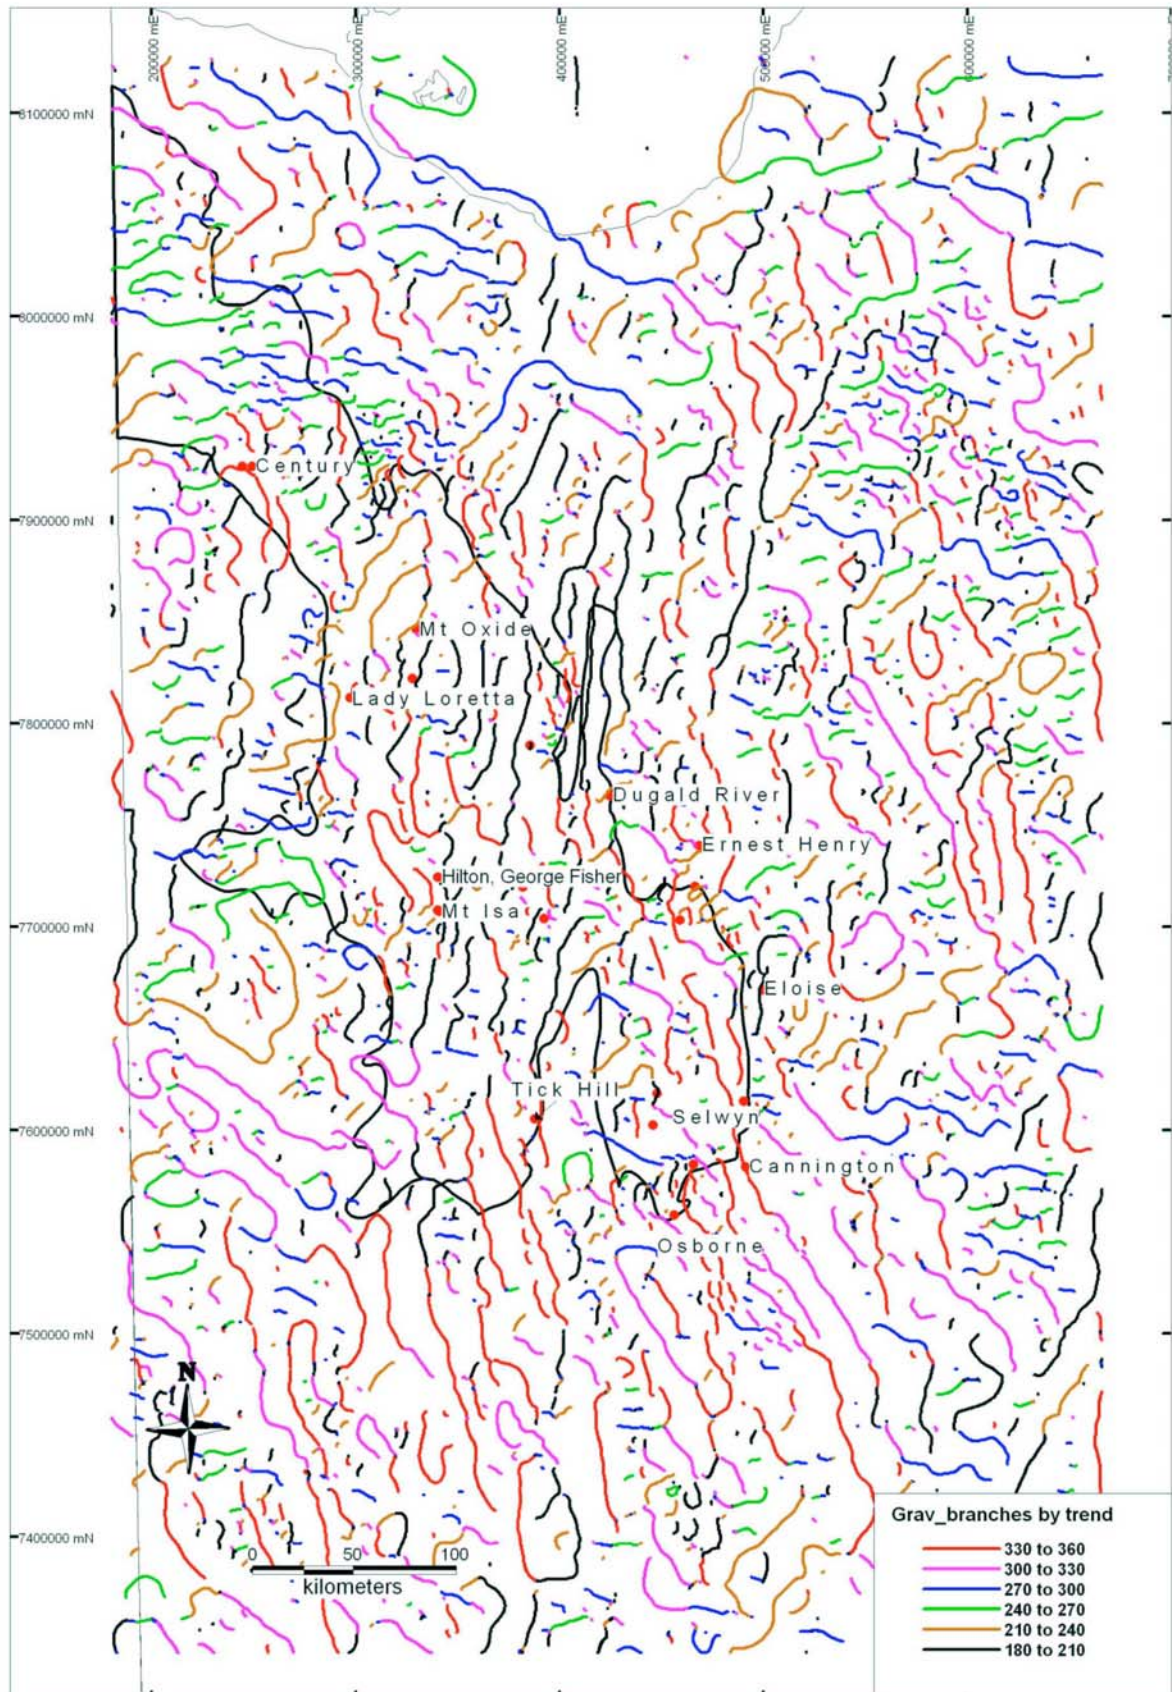 200000 mE
300000 mE
400000 mE
500000 mE
600000 mE
8100000 mN
8000000 mN
Century
7900000 mN
Mt Oxide
Lady Loretta
7800000 mN
Dugald River
Ernest Henry
Hilton, George Fisher
Mt Isa
7700000 mN
Eloise
Tick Hill
Selwyn
7600000 mN
Cannington
Osborne
7500000 mN
N
7400000 mN
0 50 100
kilometers
Grav_branches by trend
330 to 360
300 to 330
270 to 300
240 to 270
210 to 240
180 to 210